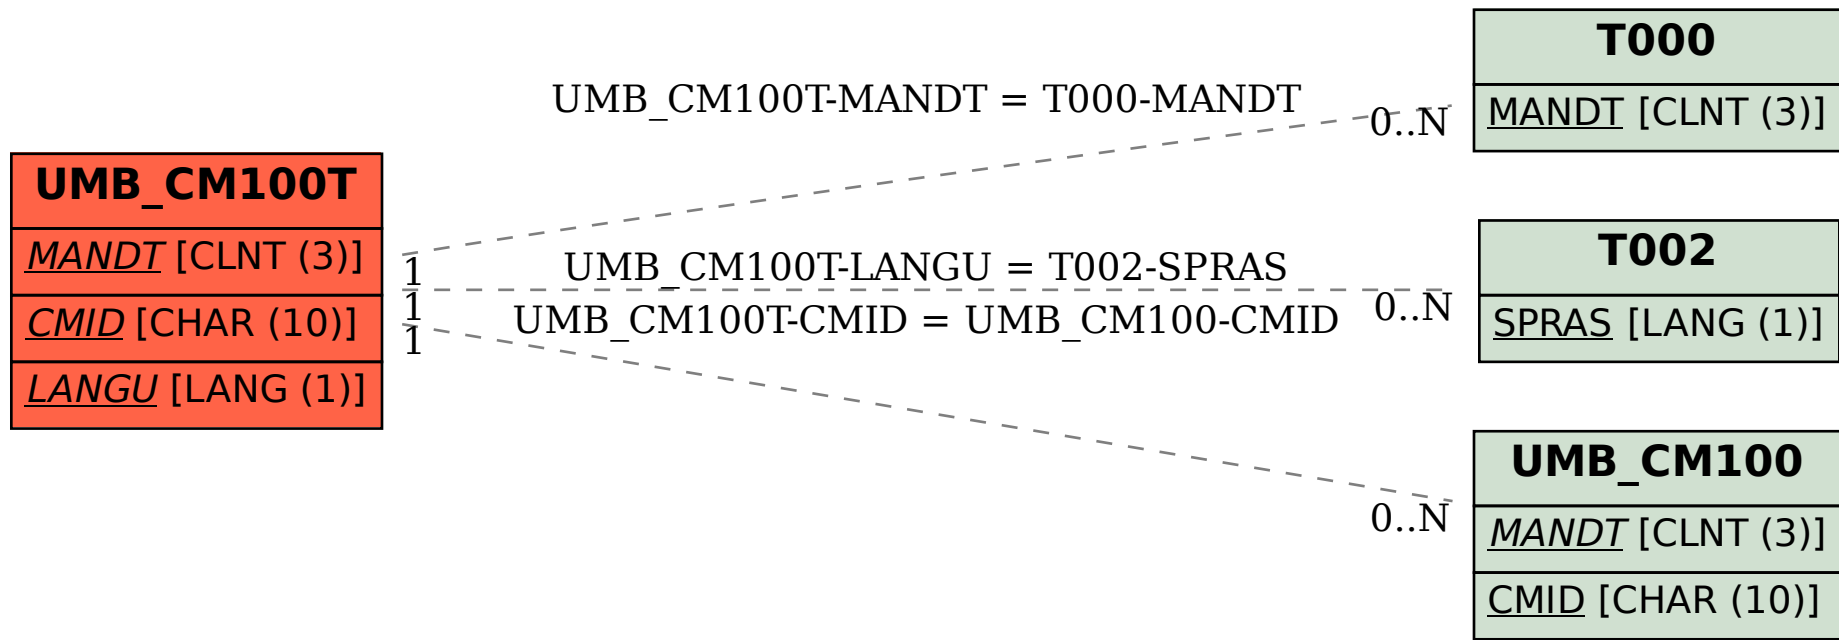 UMB_CM100T
MANDT [CLNT (3)]
CMID [CHAR (10)]
LANGU [LANG (1)]
UMB_CM100T-MANDT = T000-MANDT
1
0..N
UMB_CM100T-LANGU = T002-SPRAS
1
0..N
UMB_CM100T-CMID = UMB_CM100-CMID
1
0..N
T000
MANDT [CLNT (3)]
T002
SPRAS [LANG (1)]
UMB_CM100
MANDT [CLNT (3)]
CMID [CHAR (10)]